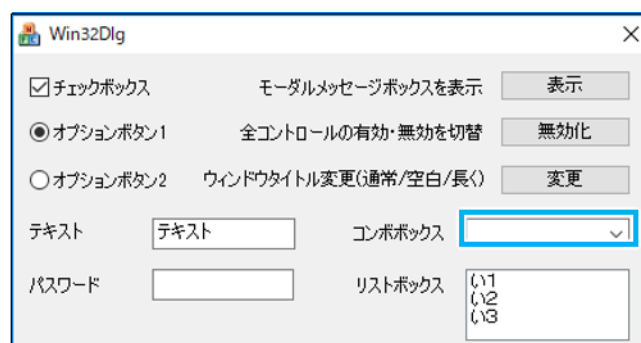 Win32Dlg
チェックボックス モーダルメッセージボックスを表示 表示
オプションボタン1 全コントロールの有効・無効を切替 無効化
オプションボタン2 ウィンドウタイトル変更(通常/空白/長く) 変更
テキスト テキスト コンボボックス
パスワード リストボックス い1
い2
い3